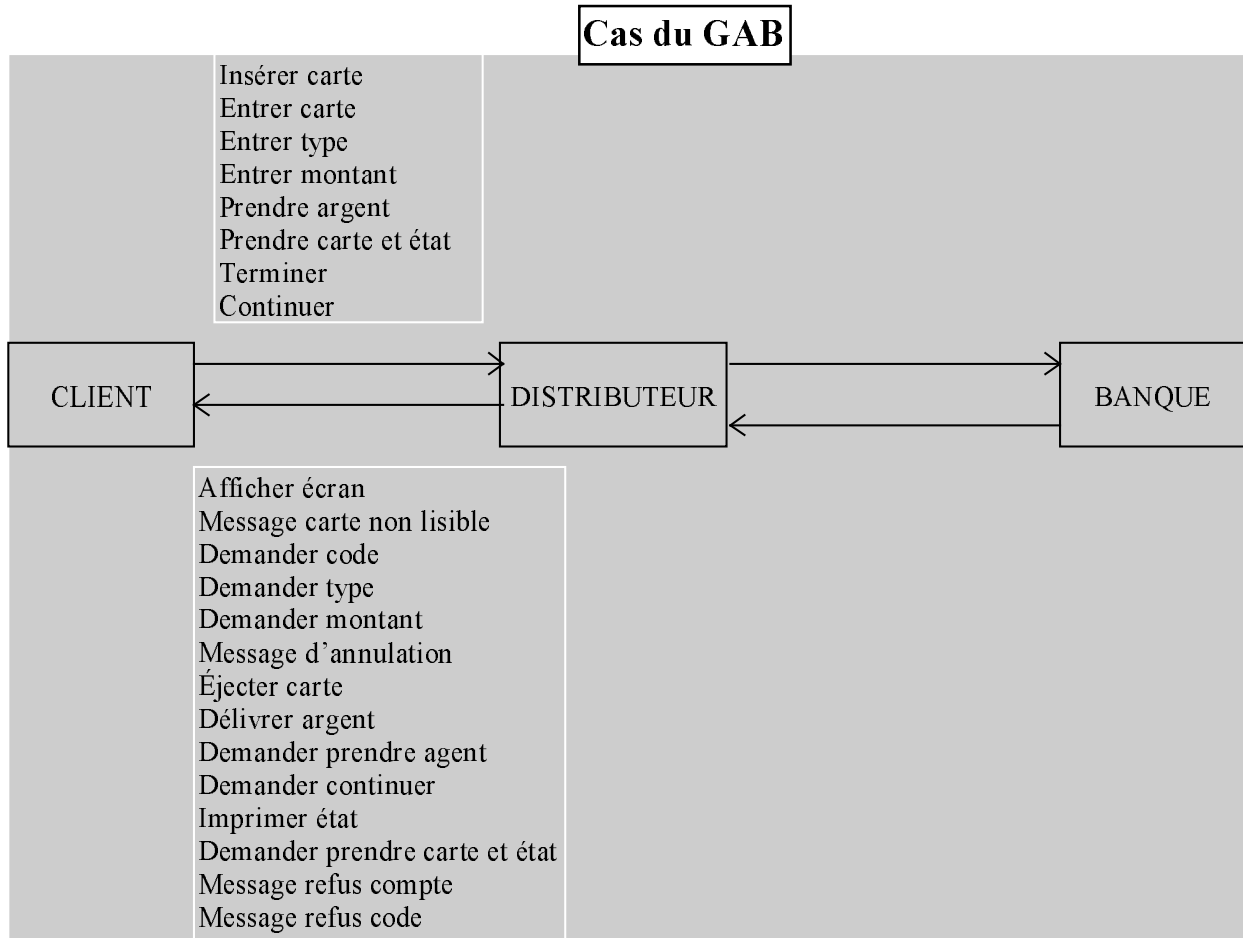 Cas du GAB
Insérer carte
Entrer carte
Entrer type
Entrer montant
Prendre argent
Prendre carte et état
Terminer
Continuer
CLIENT
DISTRIBUTEUR
BANQUE
Afficher écran
Message carte non lisible
Demander code
Demander type
Demander montant
Message d’annulation
Éjecter carte
Délivrer argent
Demander prendre agent
Demander continuer
Imprimer état
Demander prendre carte et état
Message refus compte
Message refus code